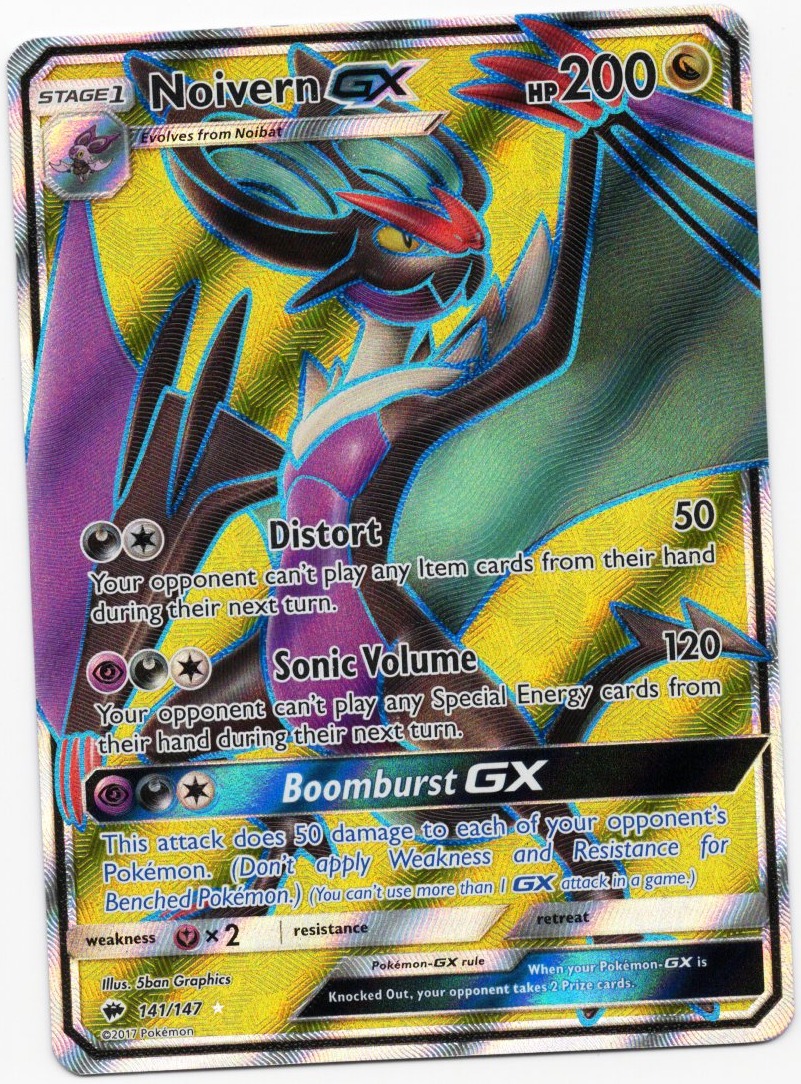 STAGE 1 Noivern GX HP 200
Evolves from Noibat
Distort 50
Your opponent can't play any Item cards from their hand
during their next turn.
Sonic Volume 120
Your opponent can't play any Special Energy cards from
their hand during their next turn.
Boomburst GX
This attack does 50 damage to each of your opponent's
Pokémon. (Don't apply Weakness and Resistance for
Benched Pokémon.) (You can't use more than 1 GX attack in a game.)
weakness ×2 resistance retreat
Pokémon-GX rule When your Pokémon-GX is
Knocked Out, your opponent takes 2 Prize cards.
Illus. 5ban Graphics
141/147
©2017 Pokémon